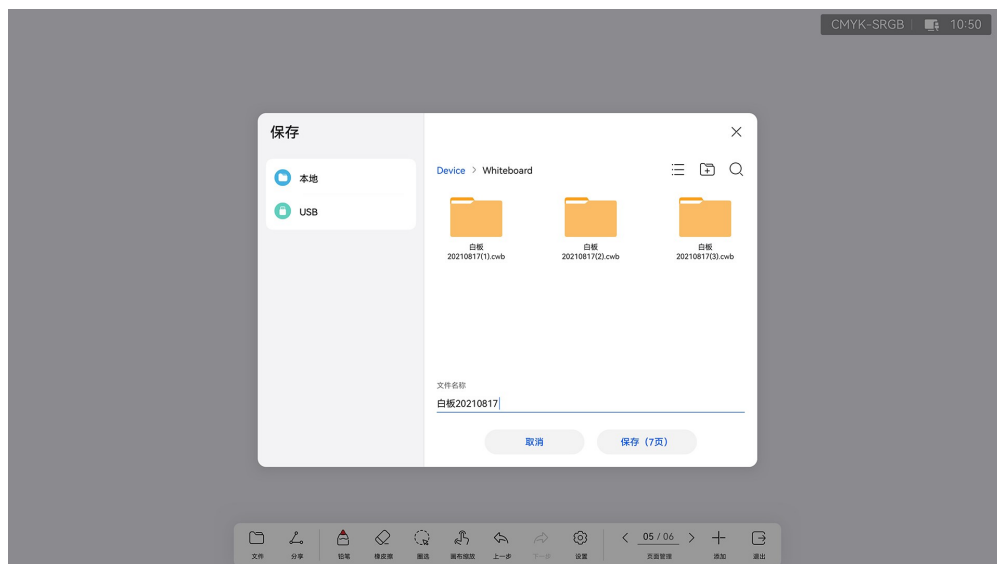 CMYK-SRGB 10:50
保存
本地
USB
Device > Whiteboard
白板
20210817(1).cwb
白板
20210817(2).cwb
白板
20210817(3).cwb
文件名称
白板20210817
取消
保存（7页）
05 / 06
文件
分享
铅笔
橡皮擦
圈选
画布缩放
上一步
下一步
设置
页面管理
添加
退出